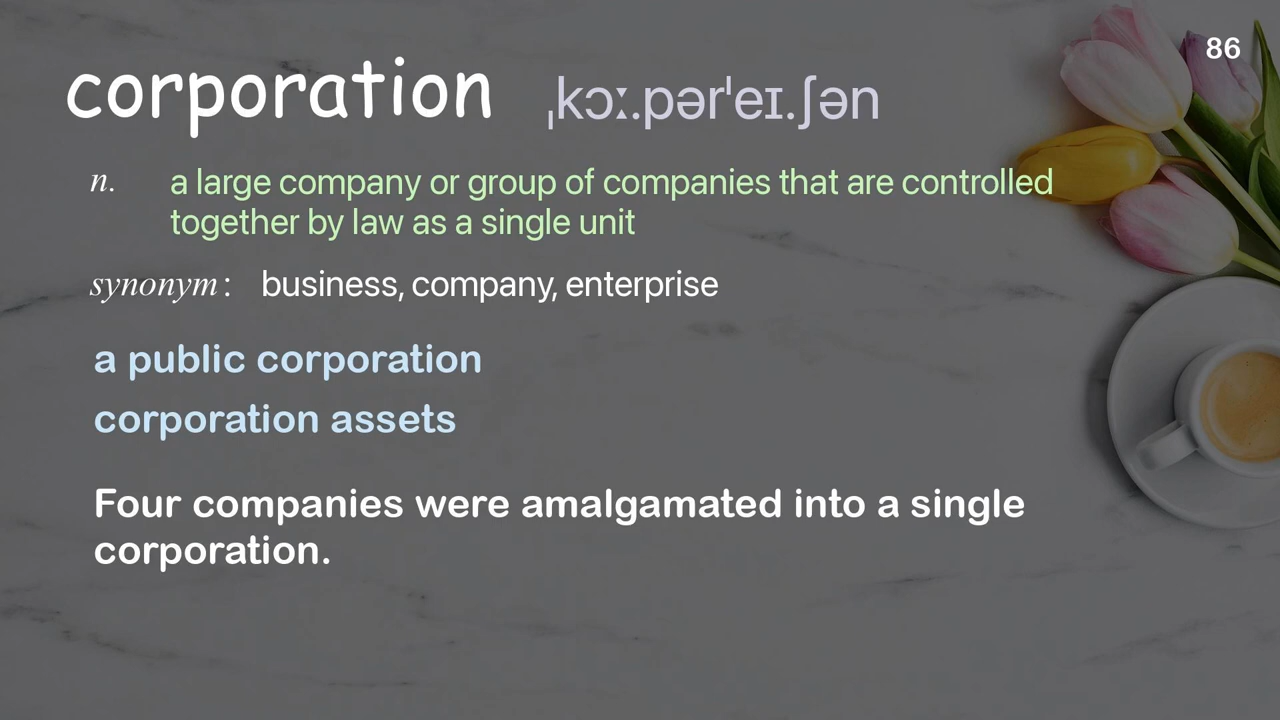 86
corporation ˌkɔː.pərˈeɪ.ʃən
n. a large company or group of companies that are controlled
together by law as a single unit
synonym: business, company, enterprise
a public corporation
corporation assets
Four companies were amalgamated into a single
corporation.